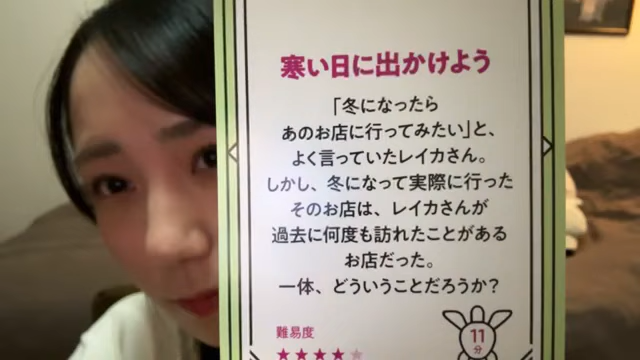 寒い日に出かけよう
「冬になったら
あのお店に行ってみたい」と、
よく言っていたレイカさん。
しかし、冬になって実際に行った
そのお店は、レイカさんが
過去に何度も訪れたことがある
お店だった。
一体、どういうことだろうか？
難易度
★★★★★
11
分